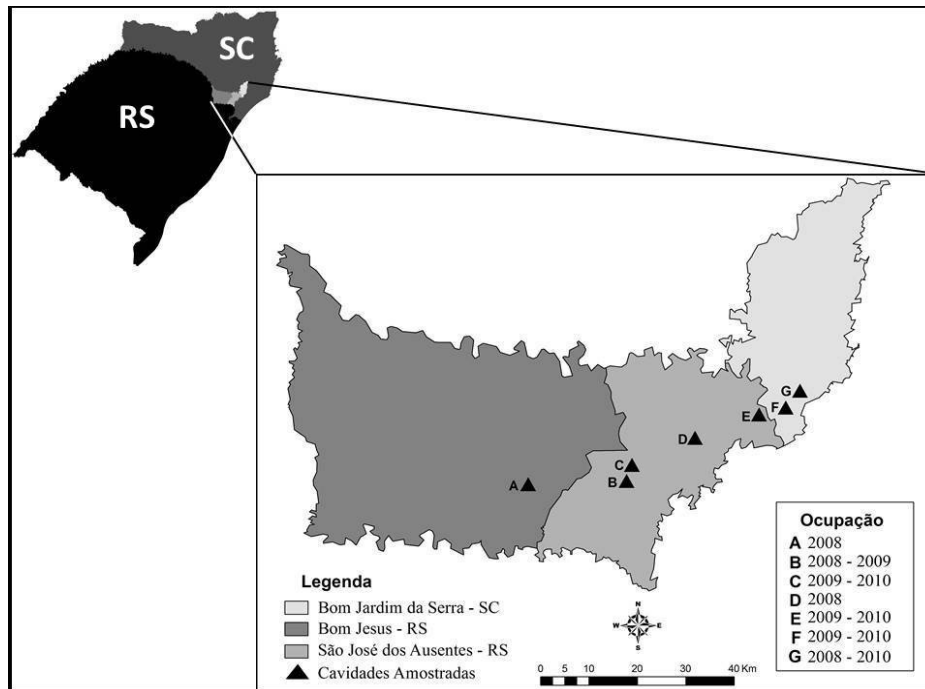 SC
RS
G
F
E
D
C
B
A
Ocupação
A 2008
B 2008 - 2009
C 2009 - 2010
D 2008
E 2009 - 2010
F 2009 - 2010
G 2008 - 2010
Legenda
Bom Jardim da Serra - SC
Bom Jesus - RS
São José dos Ausentes - RS
Cavidades Amostradas
N
W E
S
0 5 10 20 30 40 Km